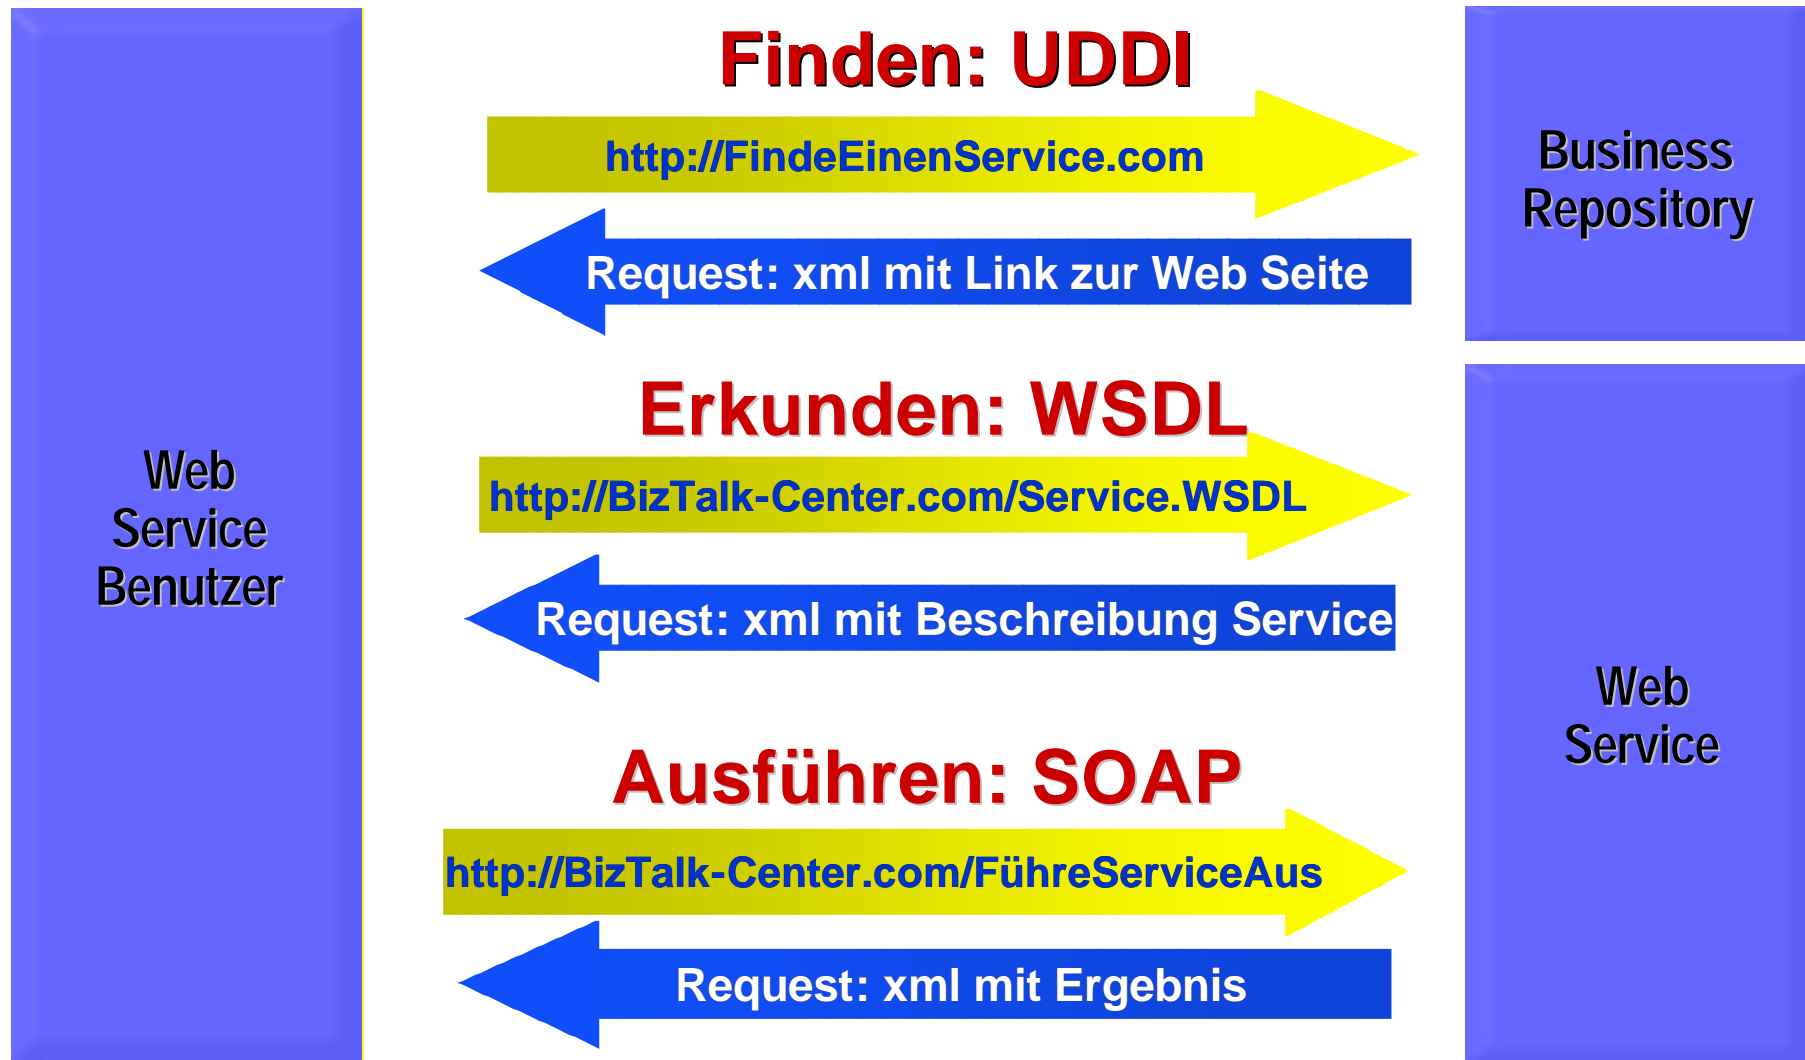 Finden: UDDI
http://FindeEinenService.com
Request: xml mit Link zur Web Seite
Business
Repository
Erkunden: WSDL
http://BizTalk-Center.com/Service.WSDL
Request: xml mit Beschreibung Service
Web
Service
Benutzer
Web
Service
Ausführen: SOAP
http://BizTalk-Center.com/FühreServiceAus
Request: xml mit Ergebnis